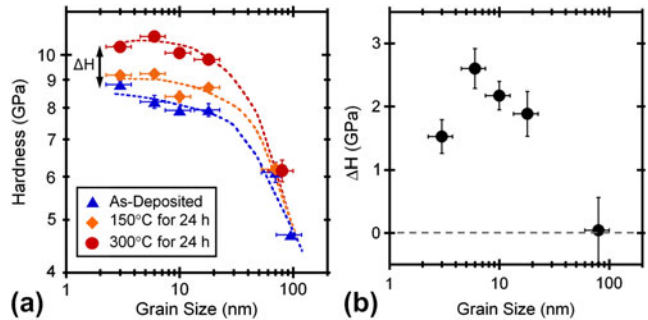 10
9
8
7
6
5
4
Hardness (GPa)
ΔH
As-Deposited
150°C for 24 h
300°C for 24 h
1
10
100
Grain Size (nm)
(a)
3
2
1
0
ΔH (GPa)
1
10
100
Grain Size (nm)
(b)